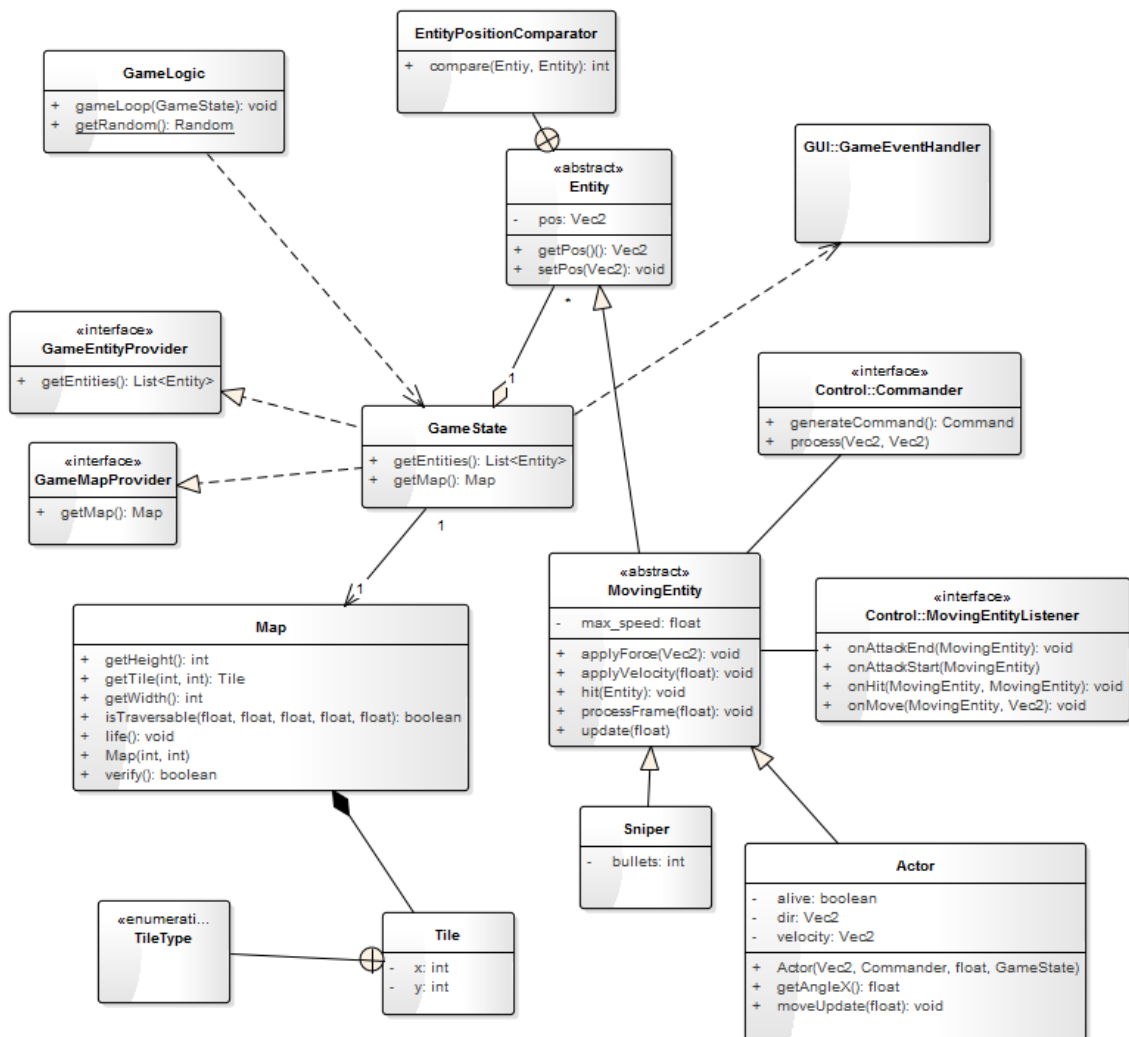 EntityPositionComparator
+ compare(Entiy, Entity): int
GameLogic
+ gameLoop(GameState): void
+ getRandom(): Random
«abstract»
Entity
- pos: Vec2
+ getPos()(): Vec2
+ setPos(Vec2): void
GUI::GameEventHandler
*
1
«interface»
GameEntityProvider
+ getEntities(): List<Entity>
GameState
+ getEntities(): List<Entity>
+ getMap(): Map
«interface»
GameMapProvider
+ getMap(): Map
«interface»
Control::Commander
+ generateCommand(): Command
+ process(Vec2, Vec2)
1
1
«abstract»
MovingEntity
- max_speed: float
+ applyForce(Vec2): void
+ applyVelocity(float): void
+ hit(Entity): void
+ processFrame(float): void
+ update(float)
«interface»
Control::MovingEntityListener
+ onAttackEnd(MovingEntity): void
+ onAttackStart(MovingEntity)
+ onHit(MovingEntity, MovingEntity): void
+ onMove(MovingEntity, Vec2): void
Map
+ getHeight(): int
+ getTile(int, int): Tile
+ getWidth(): int
+ isTraversable(float, float, float, float, float): boolean
+ life(): void
+ Map(int, int)
+ verify(): boolean
Sniper
- bullets: int
Actor
- alive: boolean
- dir: Vec2
- velocity: Vec2
+ Actor(Vec2, Commander, float, GameState)
+ getAngleX(): float
+ moveUpdate(float): void
«enumerati...
TileType
Tile
- x: int
- y: int